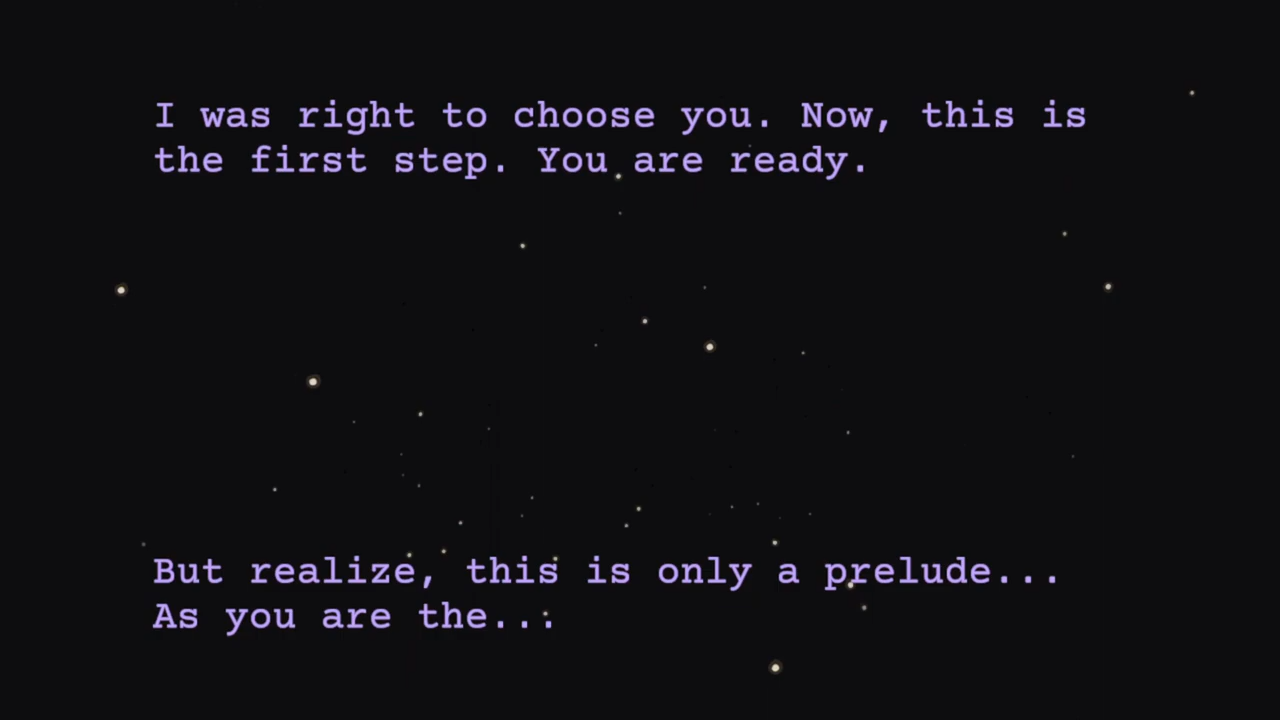 I was right to choose you. Now, this is
the first step. You are ready.
But realize, this is only a prelude...
As you are the...